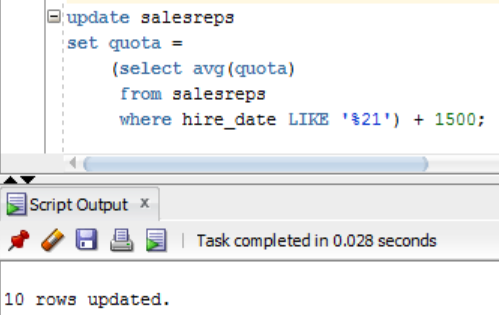 update salesreps
set quota =
(select avg(quota)
from salesreps
where hire_date LIKE '%21') + 1500;
Script Output x
Task completed in 0.028 seconds
10 rows updated.